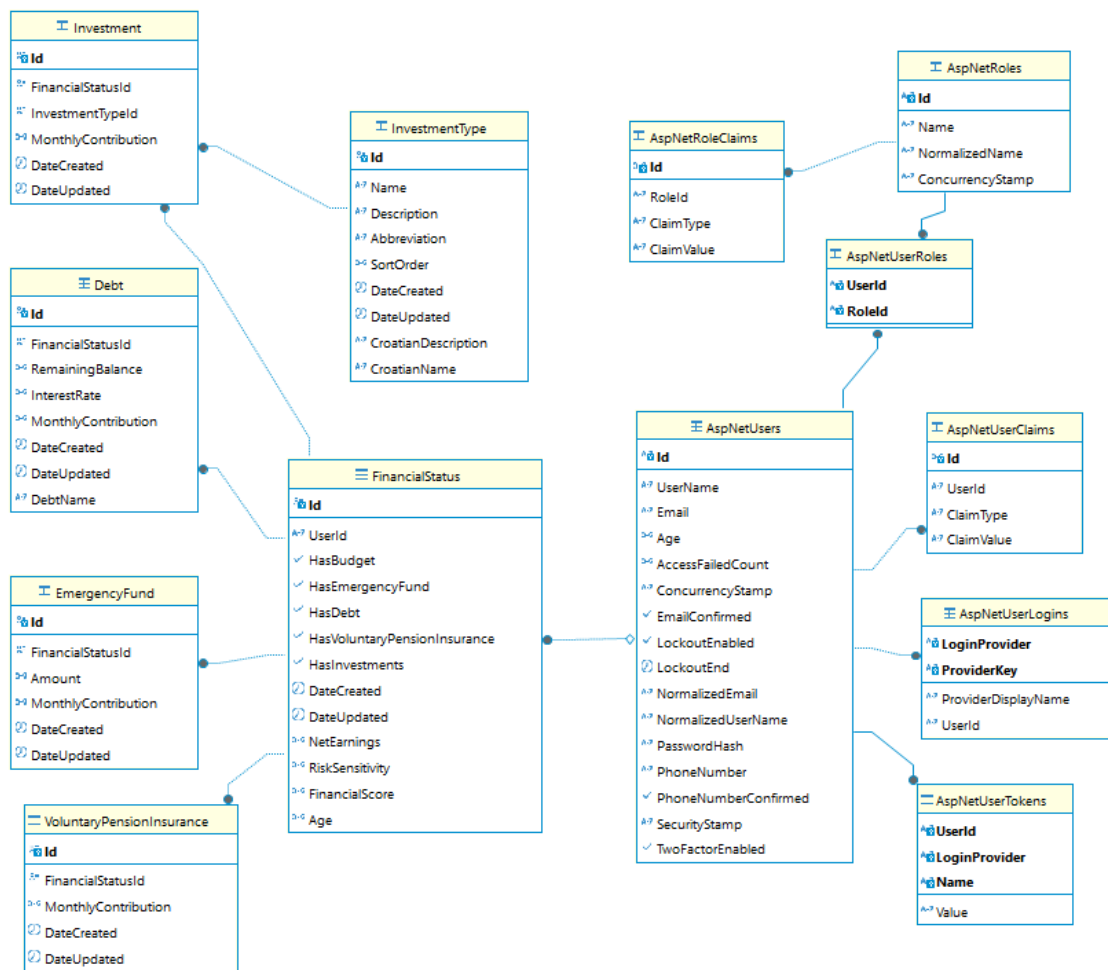 Investment
Id
FinancialStatusId
InvestmentTypeId
MonthlyContribution
DateCreated
DateUpdated
InvestmentType
Id
Name
Description
Abbreviation
SortOrder
DateCreated
DateUpdated
CroatianDescription
CroatianName
AspNetRoleClaims
Id
RoleId
ClaimType
ClaimValue
AspNetRoles
Id
Name
NormalizedName
ConcurrencyStamp
AspNetUserRoles
UserId
RoleId
Debt
Id
FinancialStatusId
RemainingBalance
InterestRate
MonthlyContribution
DateCreated
DateUpdated
DebtName
FinancialStatus
Id
UserId
HasBudget
HasEmergencyFund
HasDebt
HasVoluntaryPensionInsurance
HasInvestments
DateCreated
DateUpdated
NetEarnings
RiskSensitivity
FinancialScore
Age
AspNetUsers
Id
UserName
Email
Age
AccessFailedCount
ConcurrencyStamp
EmailConfirmed
LockoutEnabled
LockoutEnd
NormalizedEmail
NormalizedUserName
PasswordHash
PhoneNumber
PhoneNumberConfirmed
SecurityStamp
TwoFactorEnabled
AspNetUserClaims
Id
UserId
ClaimType
ClaimValue
EmergencyFund
Id
FinancialStatusId
Amount
MonthlyContribution
DateCreated
DateUpdated
AspNetUserLogins
LoginProvider
ProviderKey
ProviderDisplayName
UserId
VoluntaryPensionInsurance
Id
FinancialStatusId
MonthlyContribution
DateCreated
DateUpdated
AspNetUserTokens
UserId
LoginProvider
Name
Value